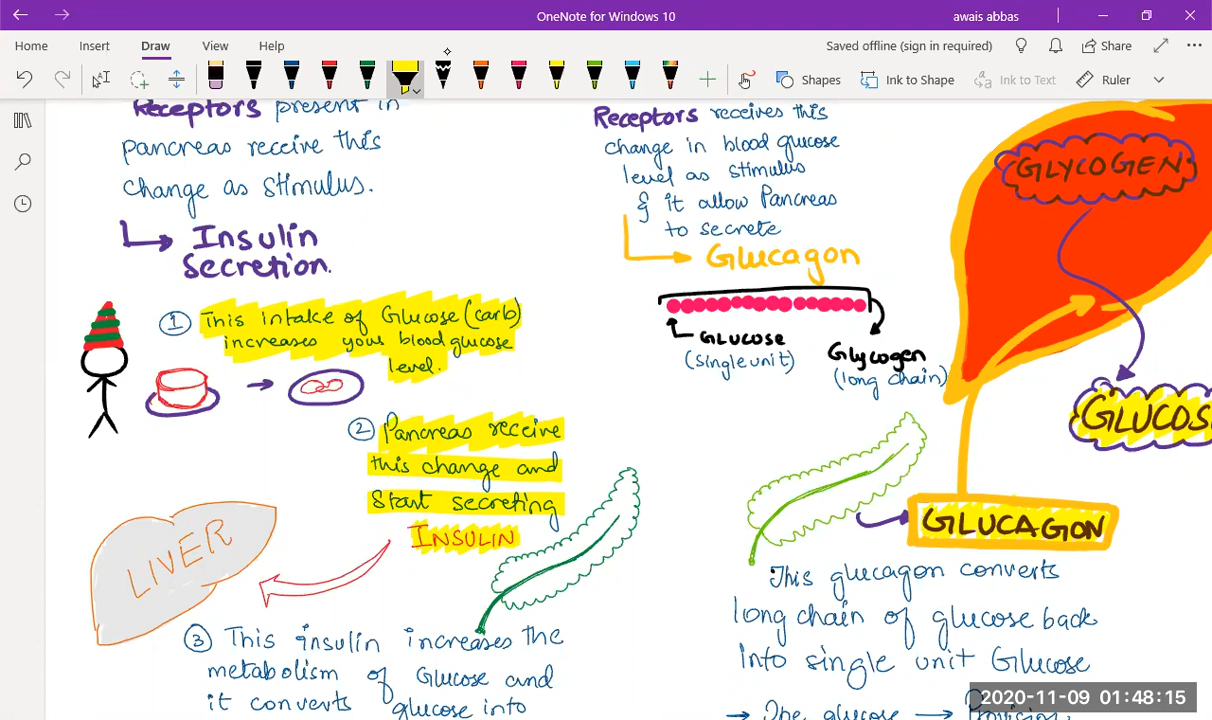 OneNote for Windows 10
awais abbas
Home
Insert
Draw
View
Help
Saved offline (sign in required)
Share
Shapes
Ink to Shape
Ink to Text
Ruler
Receptors present in
pancreas receive this
change as stimulus.
Insulin
Secretion.
① This intake of Glucose (carb)
increases your blood glucose
level.
② Pancreas receive
this change and
Start secreting
INSULIN
LIVER
③ This insulin increases the
metabolism of Glucose and
it converts glucose into
Receptors receives this
change in blood glucose
level as stimulus
& it allow Pancreas
to secrete
Glucagon
GLUCOSE
(single unit)
Glycogen
(long chain)
GLYCOGEN
GLUCOS
GLUCAGON
This glucagon converts
long chain of glucose back
into single unit Glucose
→ The glucose → Provision
2020-11-09 01:48:15